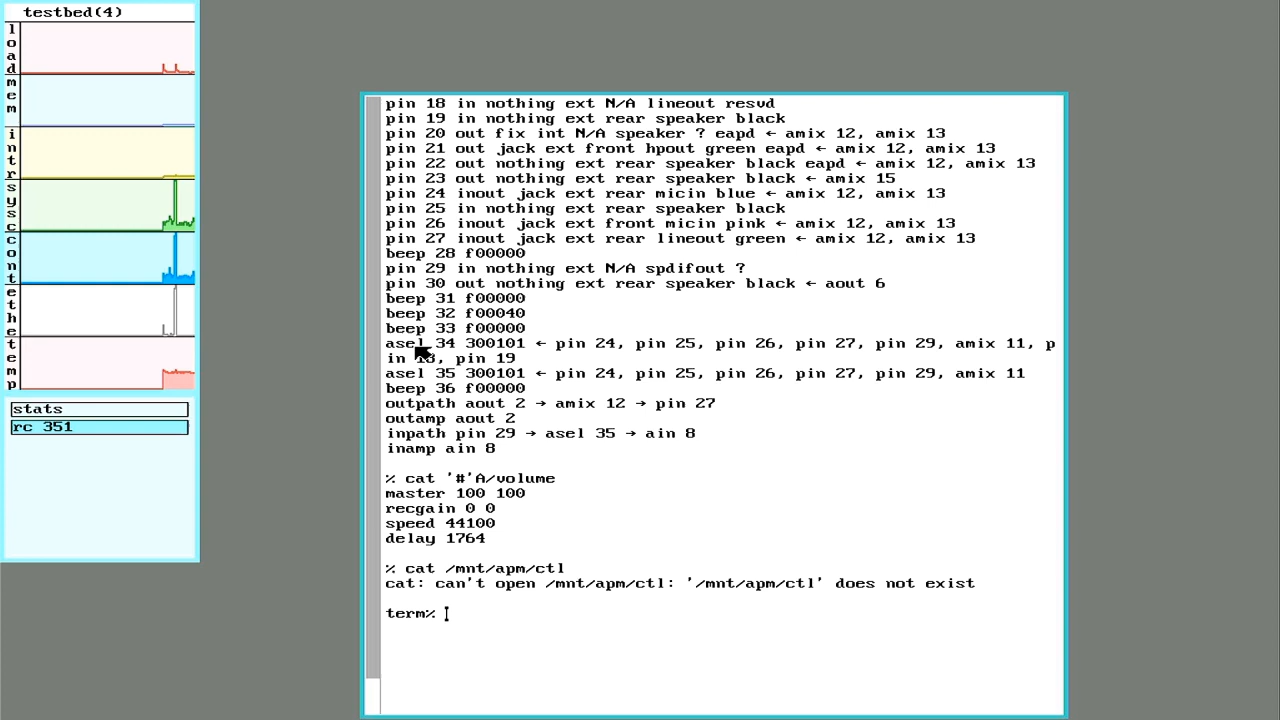 testbed(4)
load
mem
intr
sysc
cont
ethe
temp
stats
rc 351
pin 18 in nothing ext N/A lineout resvd
pin 19 in nothing ext rear speaker black
pin 20 out fix int N/A speaker ? eapd ← amix 12, amix 13
pin 21 out jack ext front hpout green eapd ← amix 12, amix 13
pin 22 out nothing ext rear speaker black eapd ← amix 12, amix 13
pin 23 out nothing ext rear speaker black ← amix 15
pin 24 inout jack ext rear micin blue ← amix 12, amix 13
pin 25 in nothing ext rear speaker black
pin 26 inout jack ext front micin pink ← amix 12, amix 13
pin 27 inout jack ext rear lineout green ← amix 12, amix 13
beep 28 f00000
pin 29 in nothing ext N/A spdifout ?
pin 30 out nothing ext rear speaker black ← aout 6
beep 31 f00000
beep 32 f00040
beep 33 f00000
asel 34 300101 ← pin 24, pin 25, pin 26, pin 27, pin 29, amix 11, p
in 18, pin 19
asel 35 300101 ← pin 24, pin 25, pin 26, pin 27, pin 29, amix 11
beep 36 f00000
outpath aout 2 → amix 12 → pin 27
outamp aout 2
inpath pin 29 → asel 35 → ain 8
inamp ain 8
% cat '#'A/volume
master 100 100
recgain 0 0
speed 44100
delay 1764
% cat /mnt/apm/ctl
cat: can't open /mnt/apm/ctl: '/mnt/apm/ctl' does not exist
term%